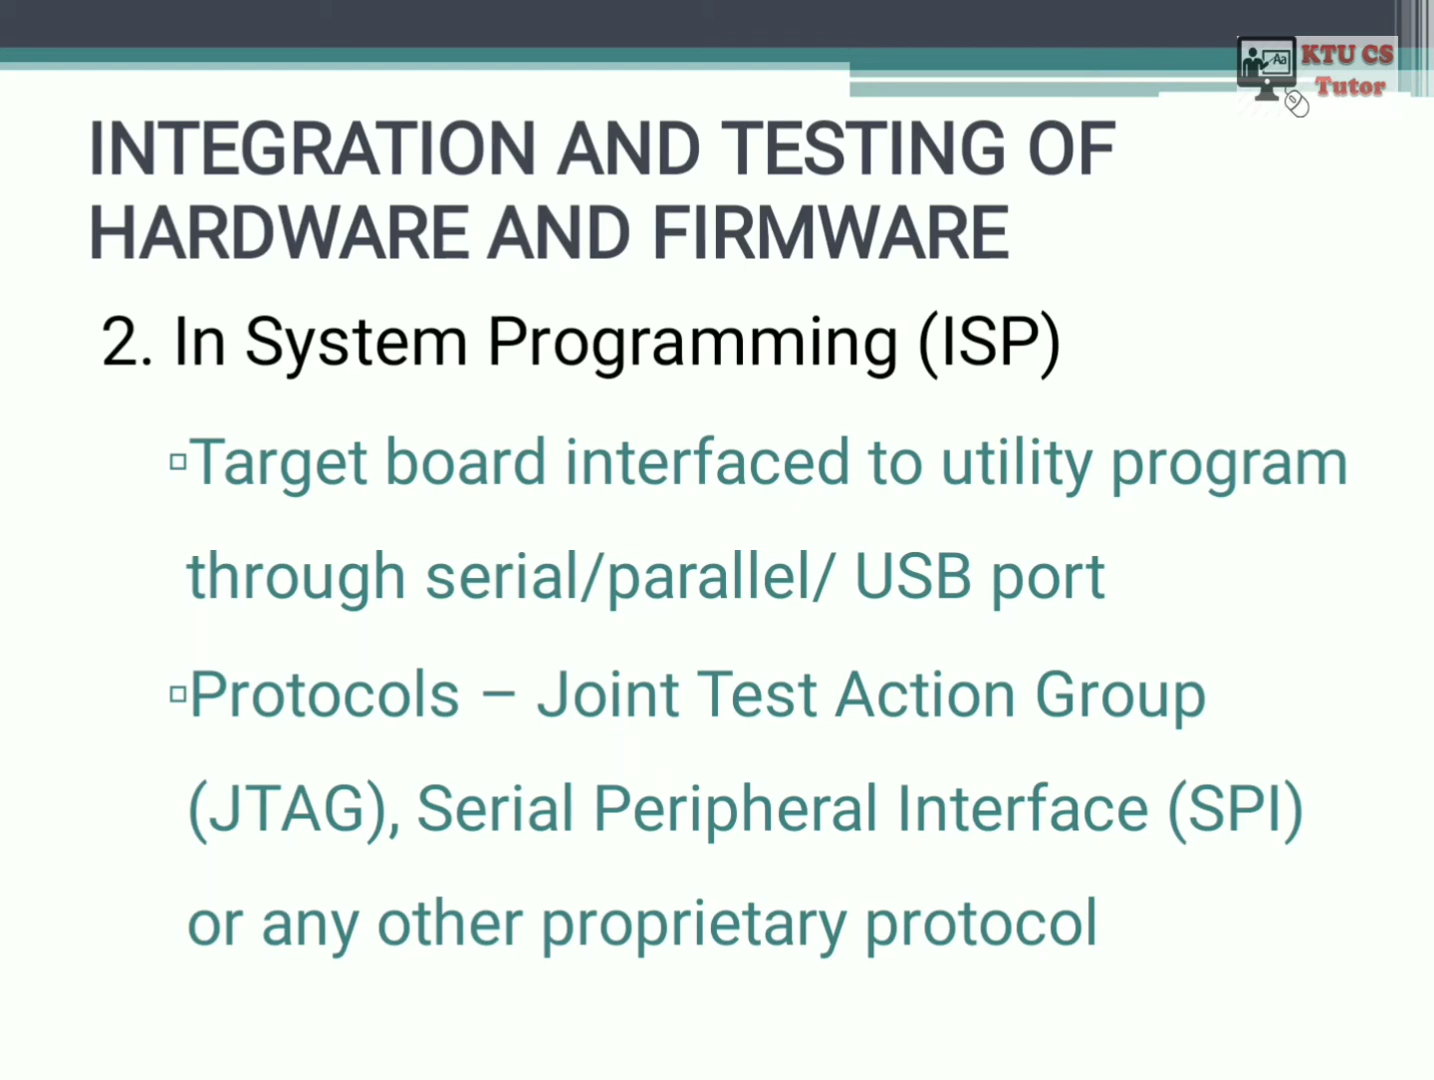 Aa
KTU CS
Tutor
INTEGRATION AND TESTING OF
HARDWARE AND FIRMWARE
2. In System Programming (ISP)
▫Target board interfaced to utility program
through serial/parallel/ USB port
▫Protocols – Joint Test Action Group
(JTAG), Serial Peripheral Interface (SPI)
or any other proprietary protocol